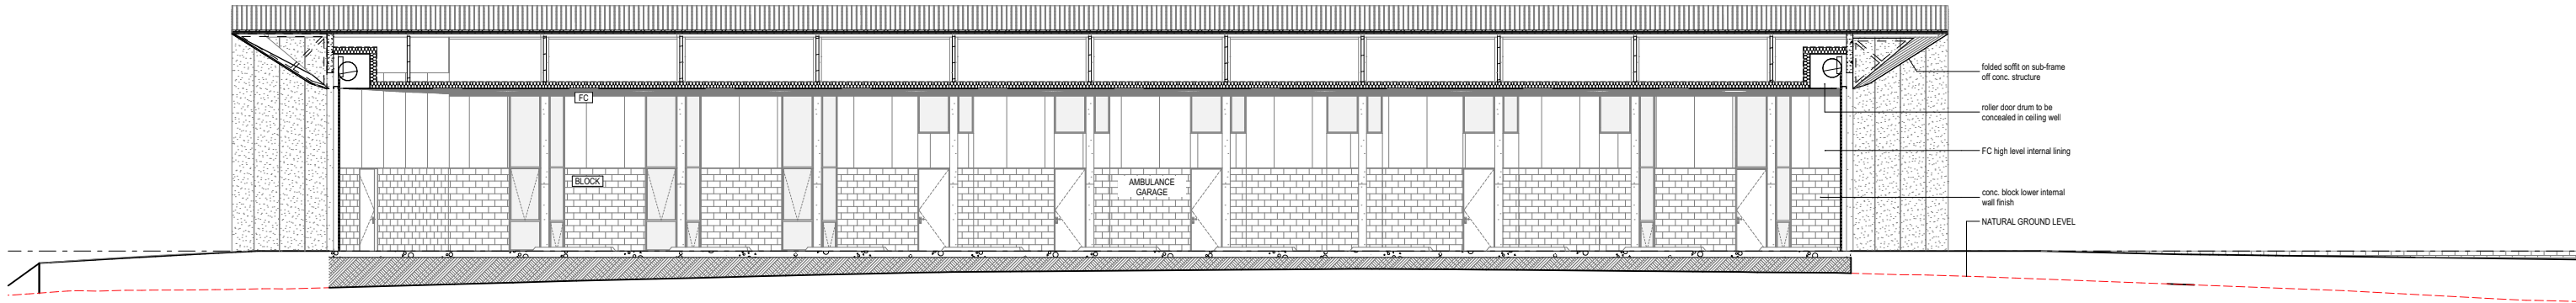 FC
BLOCK
AMBULANCE
GARAGE
folded soffit on sub-frame
off conc. structure
roller door drum to be
concealed in ceiling well
FC high level internal lining
conc. block lower internal
wall finish
NATURAL GROUND LEVEL